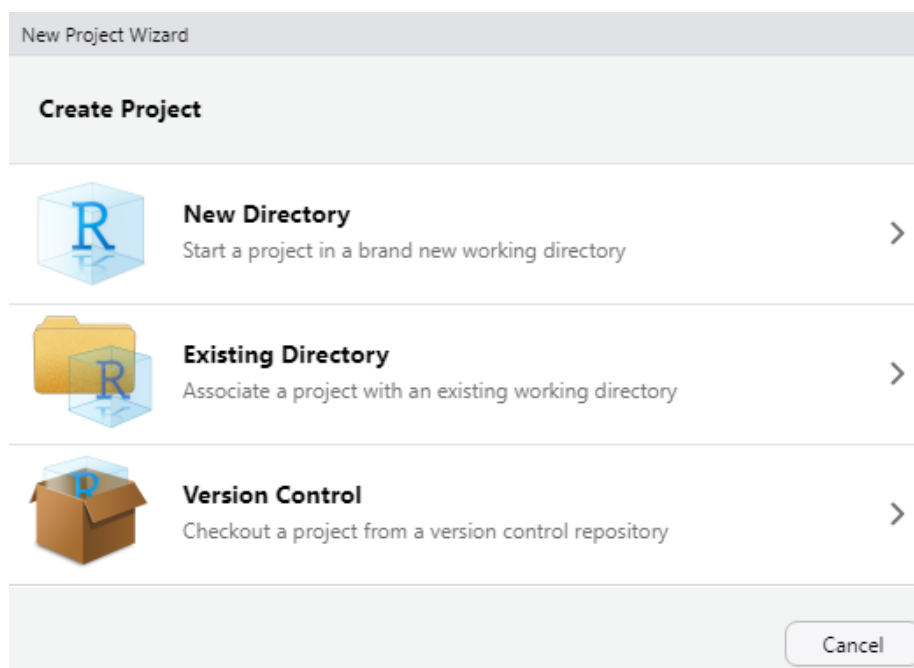 New Project Wizard
Create Project
R
New Directory
Start a project in a brand new working directory
R
Existing Directory
Associate a project with an existing working directory
R
Version Control
Checkout a project from a version control repository
Cancel